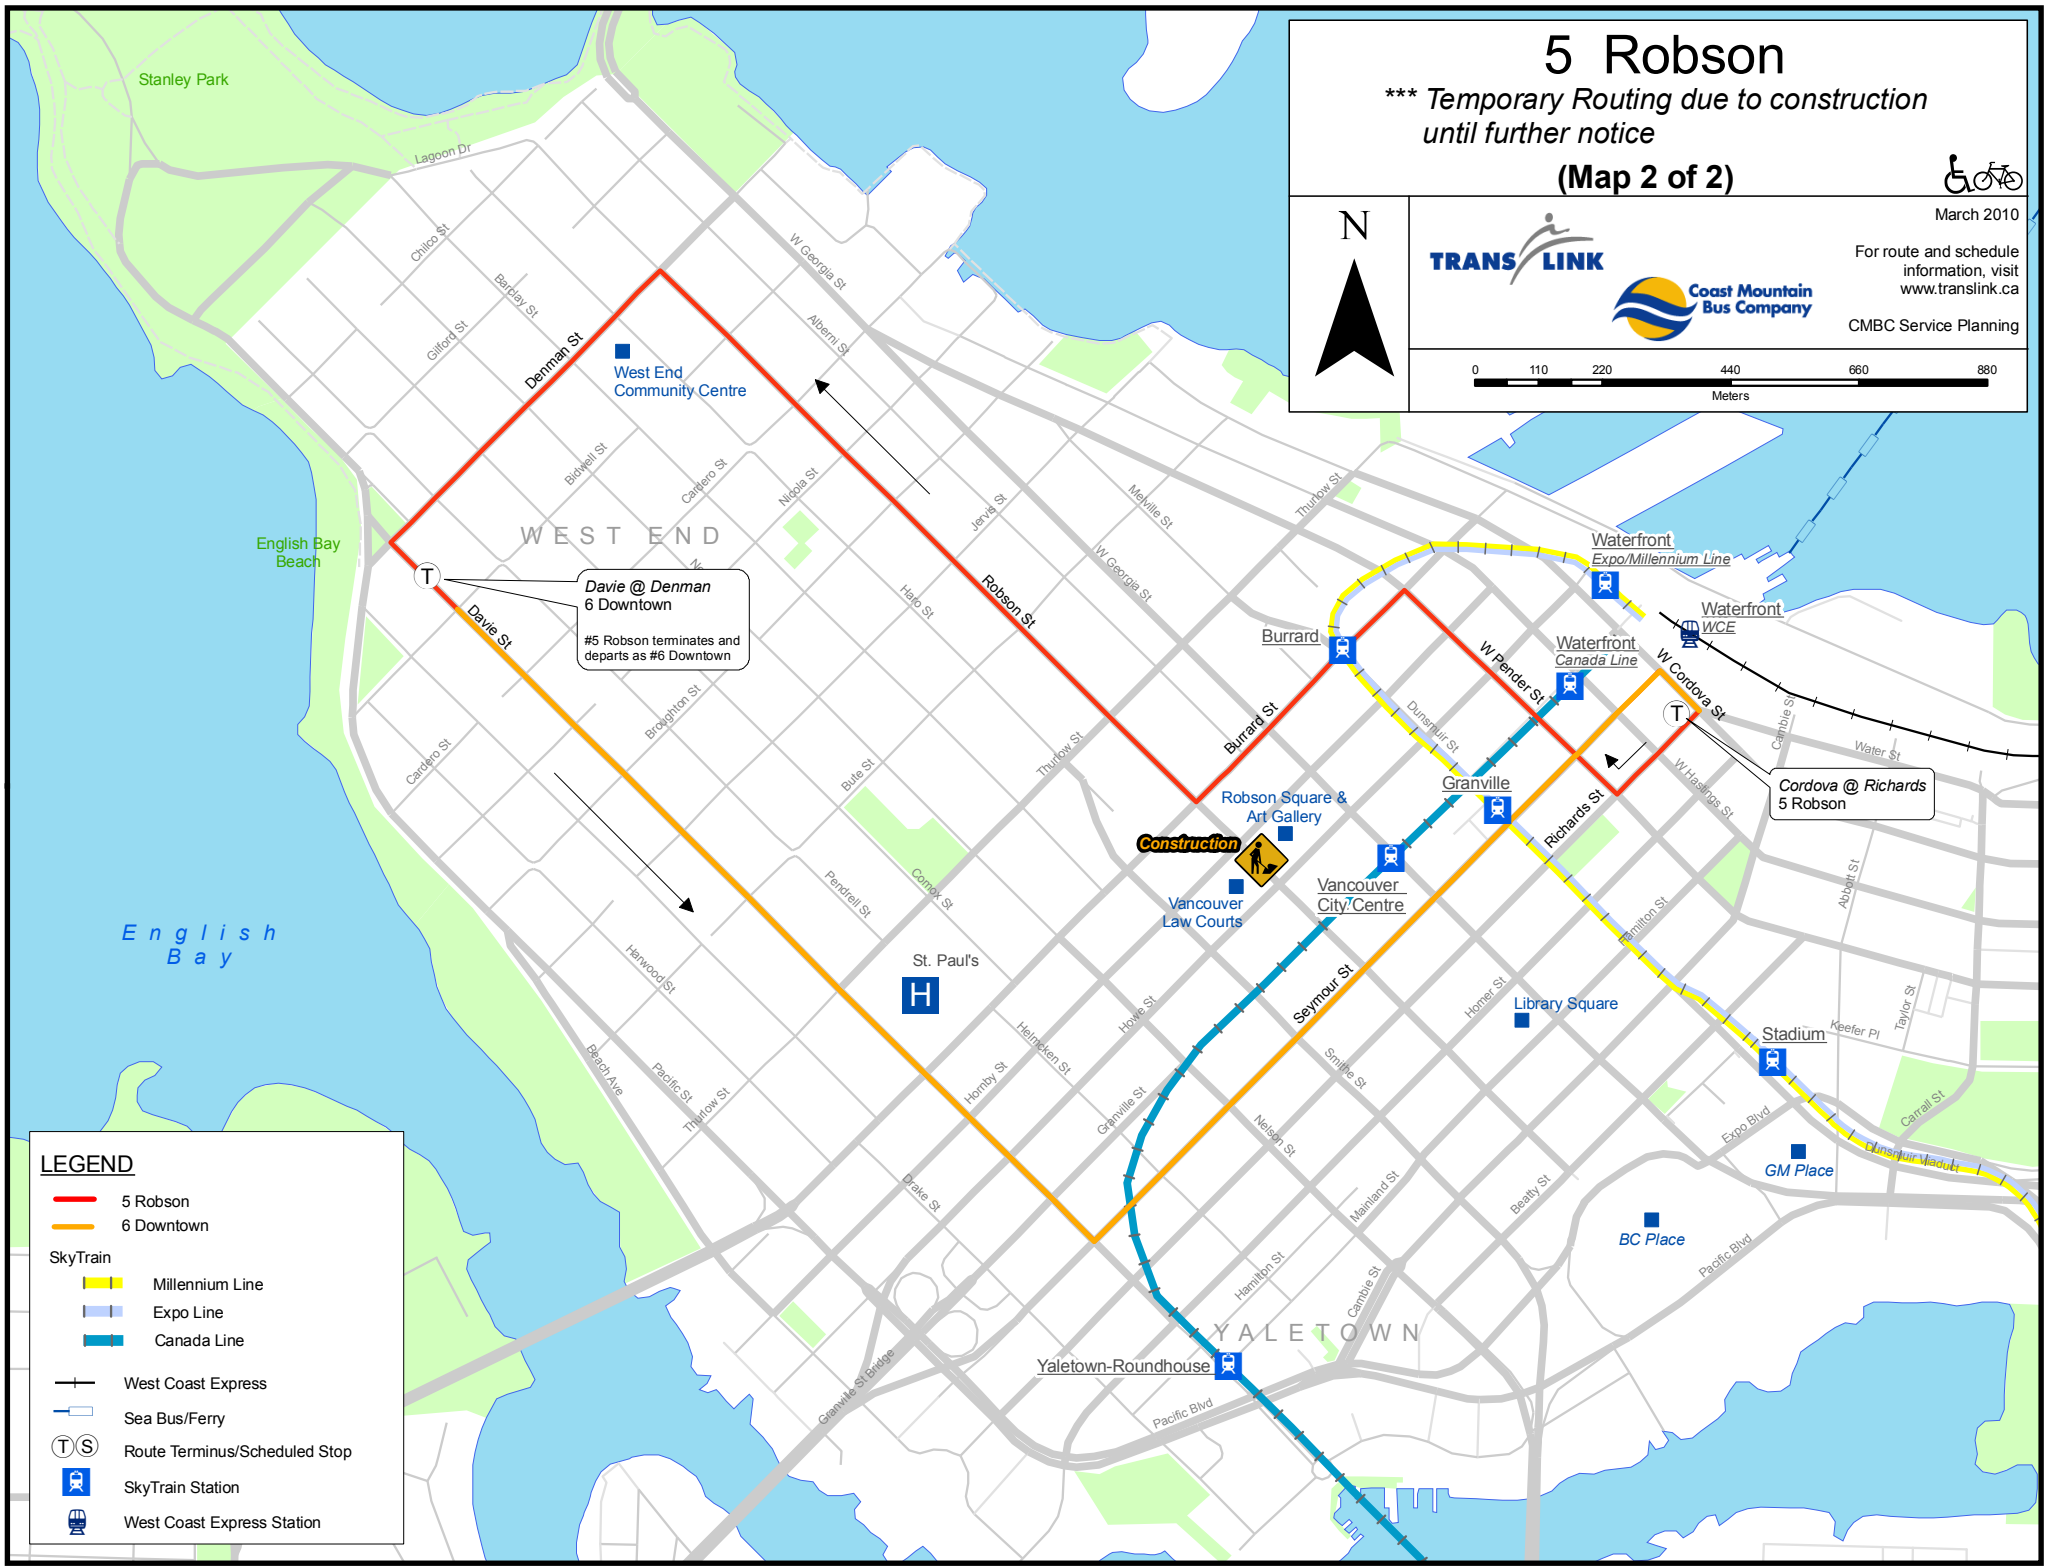 5 Robson
*** Temporary Routing due to construction
until further notice
(Map 2 of 2)
N
TRANSLINK
Coast Mountain
Bus Company
March 2010
For route and schedule
information, visit
www.translink.ca
CMBC Service Planning
0 110 220 440 660 880
Meters
Stanley Park
Lagoon Dr
Chilco St
Barclay St
Gilford St
Denman St
West End
Community Centre
W Georgia St
Alberni St
Bidwell St
Cardero St
Nicola St
Jervis St
WEST END
English Bay
Beach
T
Davie @ Denman
6 Downtown
#5 Robson terminates and
departs as #6 Downtown
Davie St
Haro St
Robson St
W Georgia St
Melville St
Thurlow St
Waterfront
Expo/Millennium Line
Waterfront
WCE
Waterfront
Canada Line
Burrard
W Pender St
W Cordova St
T
Cambie St
Water St
Cordova @ Richards
5 Robson
Broughton St
Cardero St
Bute St
Thurlow St
Burrard St
Dunsmuir St
Granville
W Hastings St
Richards St
Robson Square &
Art Gallery
Construction
Vancouver
Law Courts
Vancouver
City Centre
Pendrell St
Comox St
Abbott St
Hamilton St
English
Bay
Harwood St
St. Paul's
H
Howe St
Seymour St
Homer St
Library Square
Taylor St
Keefer Pl
Stadium
Beach Ave
Pacific St
Thurlow St
Helmcken St
Hornby St
Granville St
Smithe St
Nelson St
Expo Blvd
Carrall St
Dunsmuir Viaduct
GM Place
Drake St
Mainland St
Beatty St
BC Place
Pacific Blvd
Hamilton St
Cambie St
YALETOWN
Yaletown-Roundhouse
Granville St Bridge
Pacific Blvd
LEGEND
5 Robson
6 Downtown
SkyTrain
Millennium Line
Expo Line
Canada Line
West Coast Express
Sea Bus/Ferry
T S Route Terminus/Scheduled Stop
SkyTrain Station
West Coast Express Station